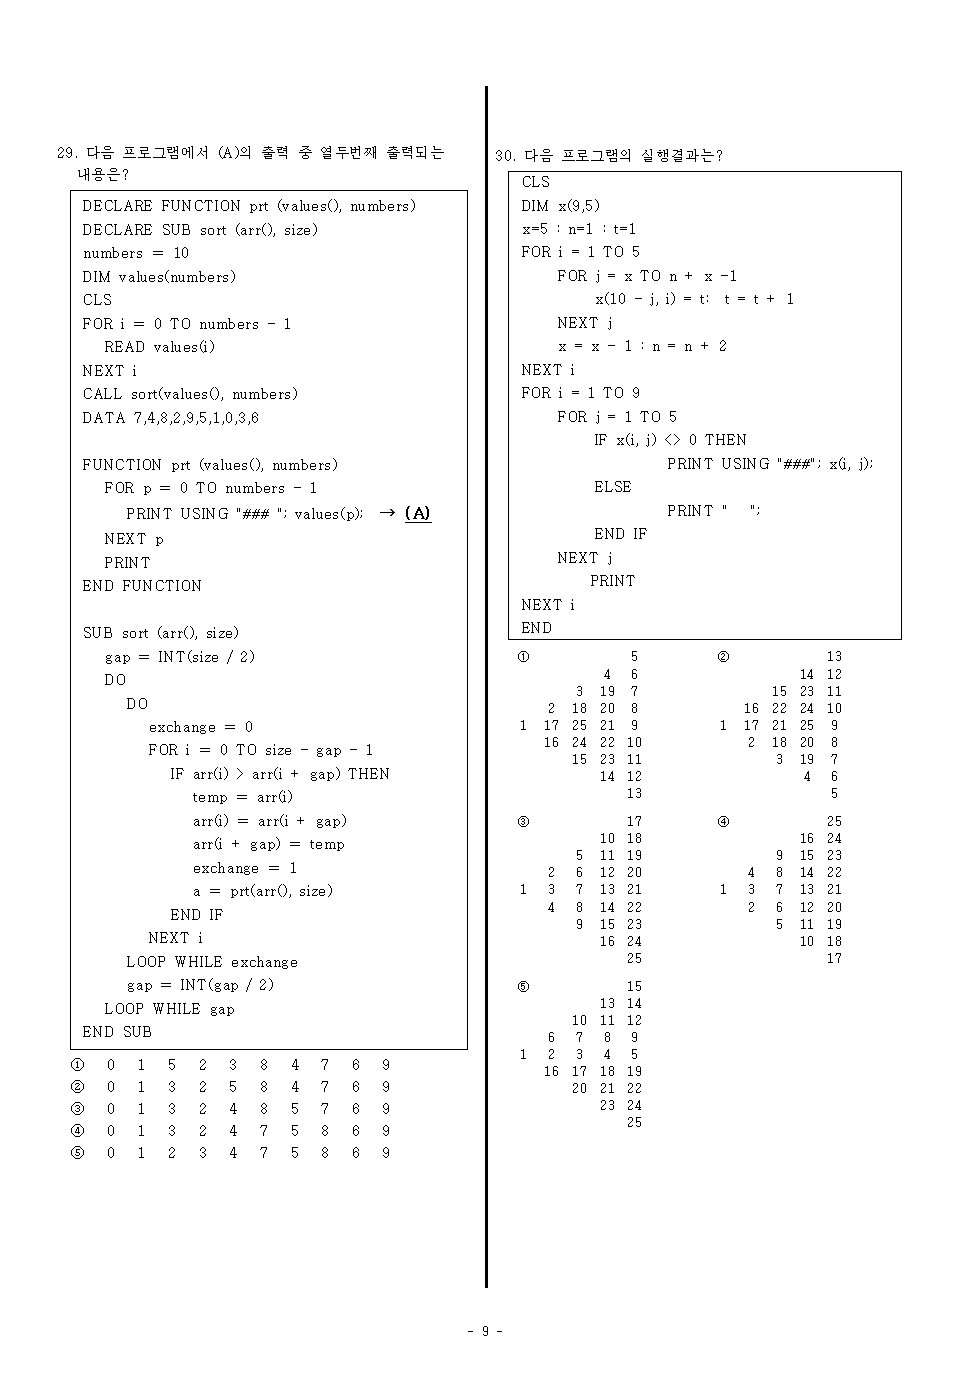 29. 다음 프로그램에서 (A)의 출력 중 열두번째 출력되는
내용은?
DECLARE FUNCTION prt (values(), numbers)
DECLARE SUB sort (arr(), size)
numbers = 10
DIM values(numbers)
CLS
FOR i = 0 TO numbers - 1
READ values(i)
NEXT i
CALL sort(values(), numbers)
DATA 7,4,8,2,9,5,1,0,3,6
FUNCTION prt (values(), numbers)
FOR p = 0 TO numbers - 1
PRINT USING "### "; values(p); → (A)
NEXT p
PRINT
END FUNCTION
SUB sort (arr(), size)
gap = INT(size / 2)
DO
DO
exchange = 0
FOR i = 0 TO size - gap - 1
IF arr(i) > arr(i + gap) THEN
temp = arr(i)
arr(i) = arr(i + gap)
arr(i + gap) = temp
exchange = 1
a = prt(arr(), size)
END IF
NEXT i
LOOP WHILE exchange
gap = INT(gap / 2)
LOOP WHILE gap
END SUB
① 0 1 5 2 3 8 4 7 6 9
② 0 1 3 2 5 8 4 7 6 9
③ 0 1 3 2 4 8 5 7 6 9
④ 0 1 3 2 4 7 5 8 6 9
⑤ 0 1 2 3 4 7 5 8 6 9
30. 다음 프로그램의 실행결과는?
CLS
DIM x(9,5)
x=5 : n=1 : t=1
FOR i = 1 TO 5
FOR j = x TO n + x -1
x(10 - j, i) = t: t = t + 1
NEXT j
x = x - 1 : n = n + 2
NEXT i
FOR i = 1 TO 9
FOR j = 1 TO 5
IF x(i, j) <> 0 THEN
PRINT USING "###"; x(i, j);
ELSE
PRINT "   ";
END IF
NEXT j
PRINT
NEXT i
END
① 5
4 6
3 19 7
2 18 20 8
1 17 25 21 9
16 24 22 10
15 23 11
14 12
13
② 13
14 12
15 23 11
16 22 24 10
1 17 21 25 9
2 18 20 8
3 19 7
4 6
5
③ 17
10 18
5 11 19
2 6 12 20
1 3 7 13 21
4 8 14 22
9 15 23
16 24
25
④ 25
16 24
9 15 23
4 8 14 22
1 3 7 13 21
2 6 12 20
5 11 19
10 18
17
⑤ 15
13 14
10 11 12
6 7 8 9
1 2 3 4 5
16 17 18 19
20 21 22
23 24
25
- 9 -